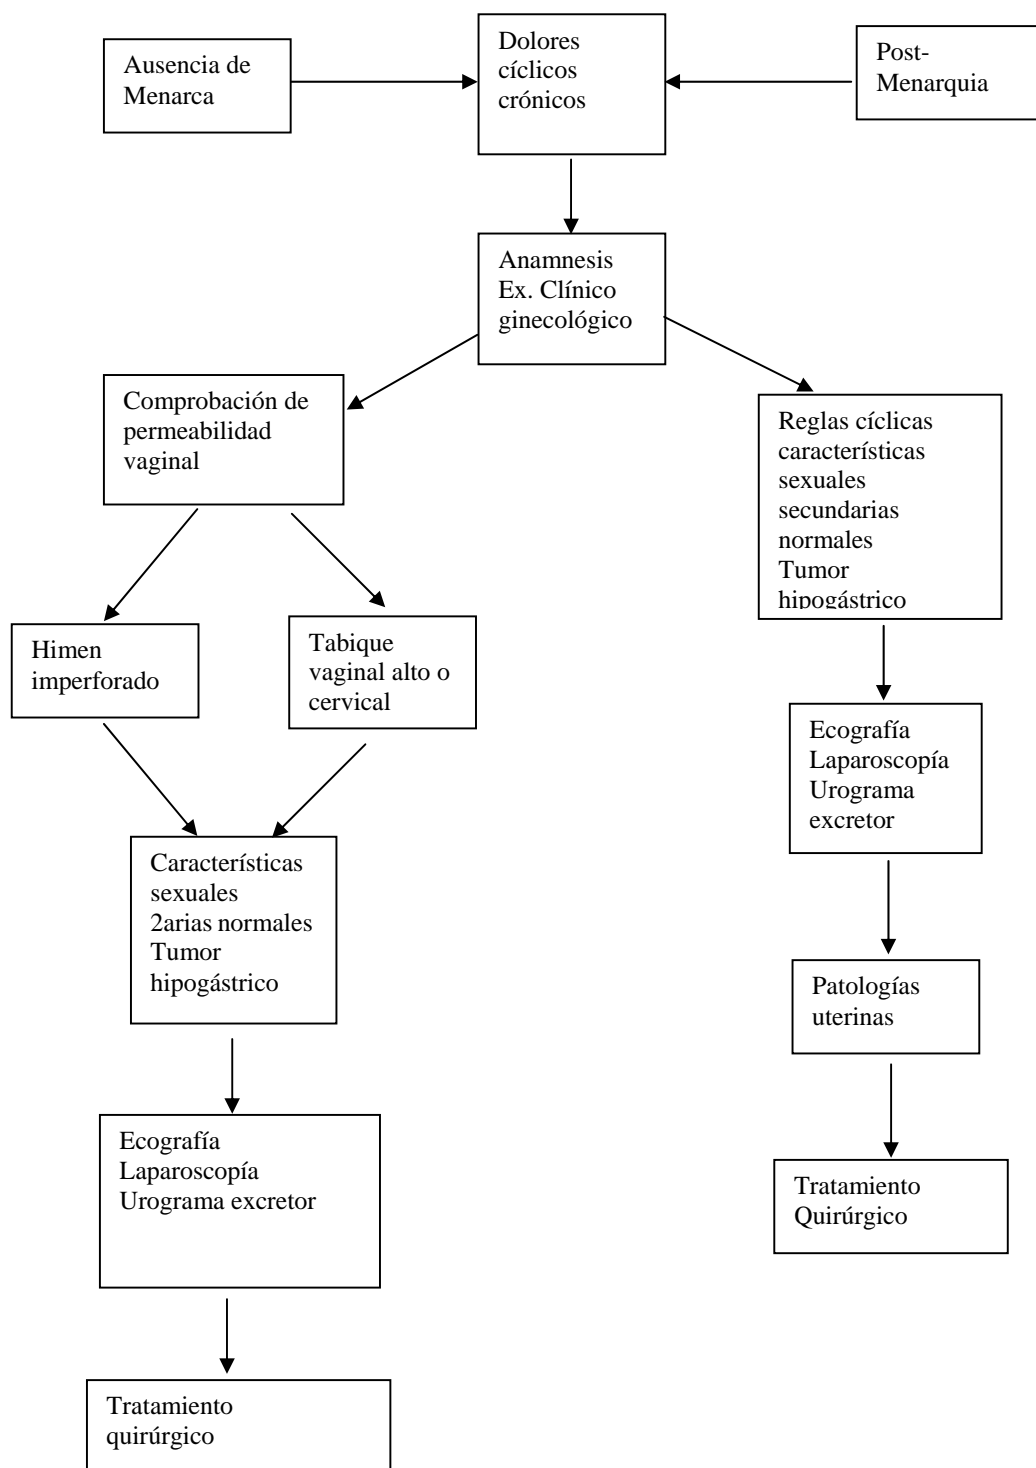 Ausencia de
Menarca
Dolores
cíclicos
crónicos
Post-
Menarquia
Anamnesis
Ex. Clínico
ginecológico
Comprobación de
permeabilidad
vaginal
Reglas cíclicas
características
sexuales
secundarias
normales
Tumor
hipogástrico
Himen
imperforado
Tabique
vaginal alto o
cervical
Ecografía
Laparoscopía
Urograma
excretor
Características
sexuales
2arias normales
Tumor
hipogástrico
Patologías
uterinas
Ecografía
Laparoscopía
Urograma excretor
Tratamiento
Quirúrgico
Tratamiento
quirúrgico